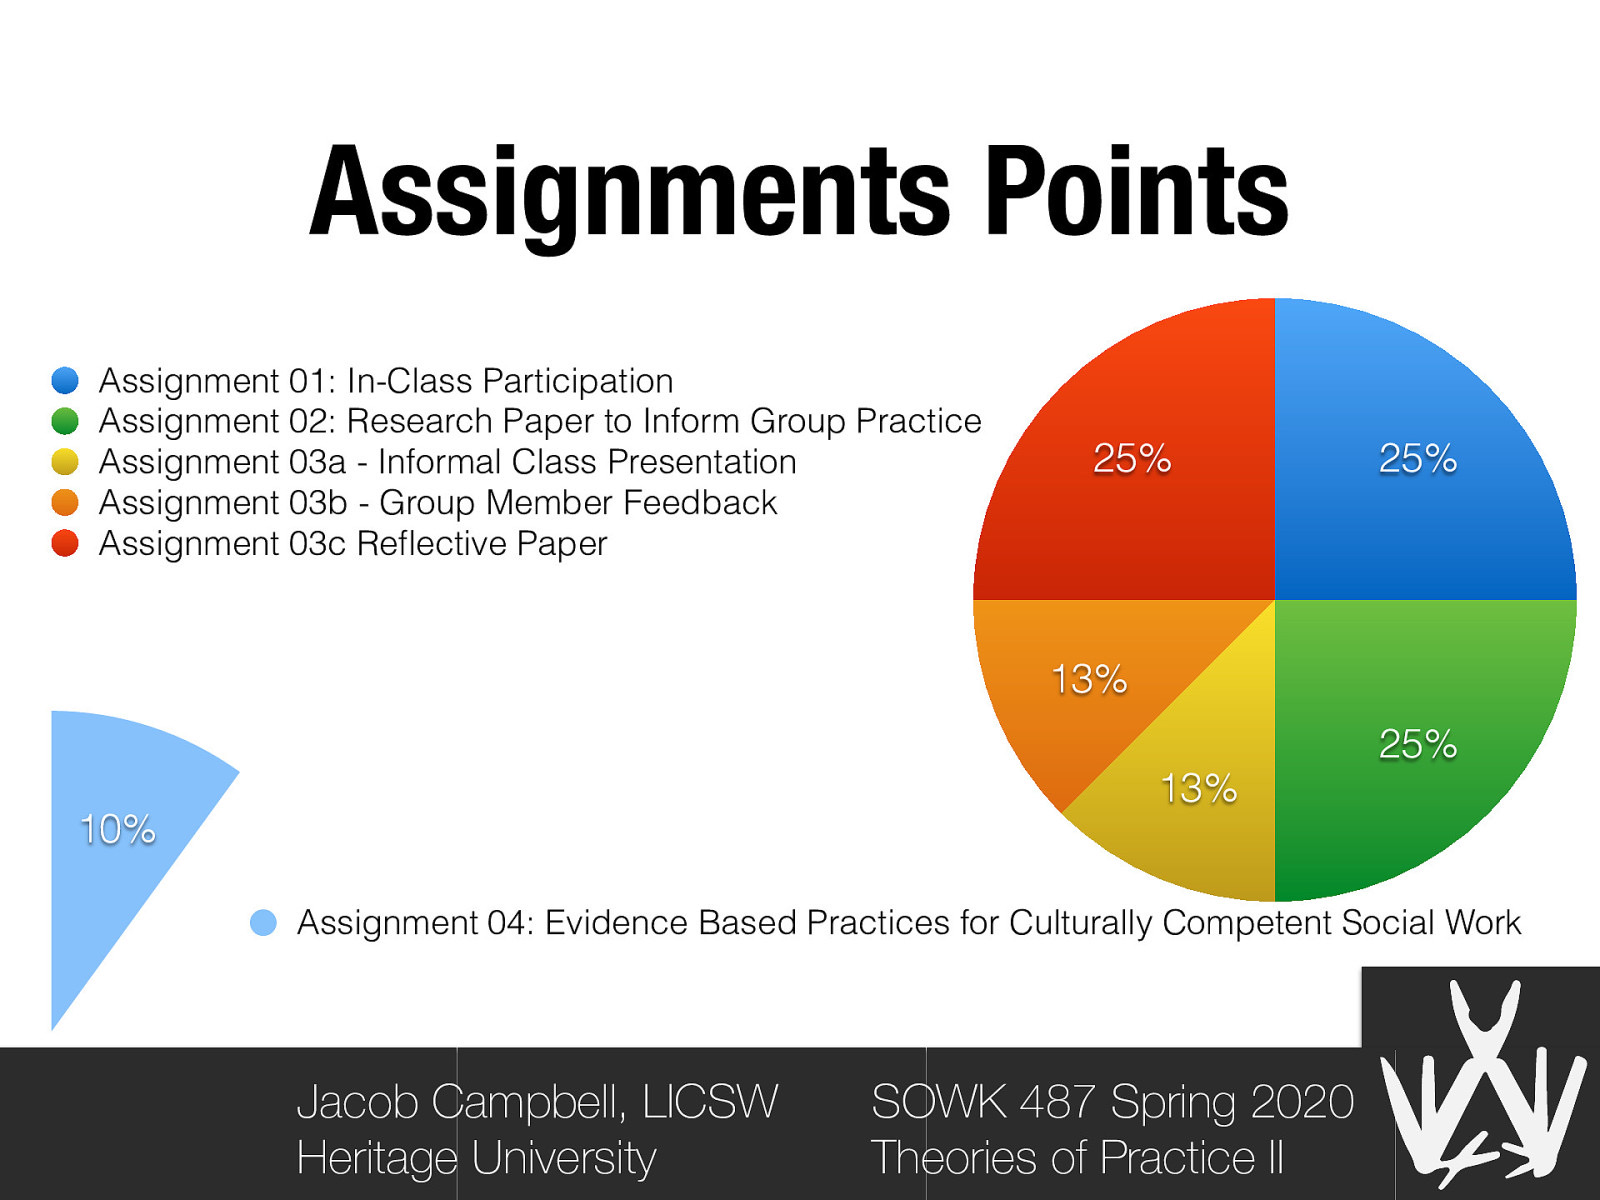 Assignments Points
Assignment 01: In-Class Participation
Assignment 02: Research Paper to Inform Group Practice
Assignment 03a - Informal Class Presentation
Assignment 03b - Group Member Feedback
Assignment 03c Reflective Paper
25%
25%
13%
25%
13%
10%
Assignment 04: Evidence Based Practices for Culturally Competent Social Work
Jacob Campbell, LICSW
Heritage University
SOWK 487 Spring 2020
Theories of Practice II